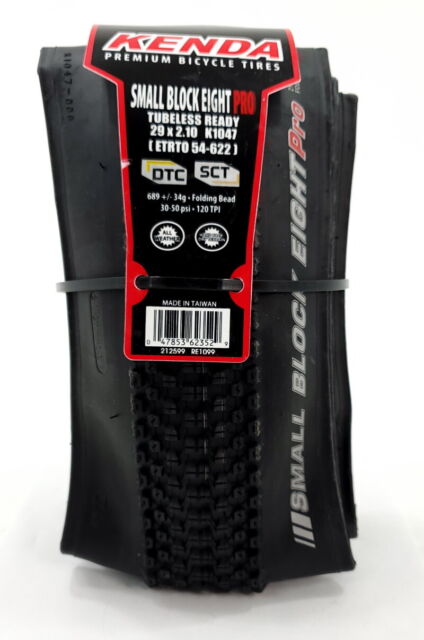 KENDA
PREMIUM BICYCLE TIRES
SMALL BLOCK EIGHT PRO
TUBELESS READY
29 x 2.10 K1047
( ETRTO 54-622 )
DTC SCT
689 +/- 34g • Folding Bead
30-50 psi • 120 TPI
ALL WEATHER
MADE IN TAIWAN
0 47853 62352 9
212599 RE1099
SMALL BLOCK EIGHT Pro